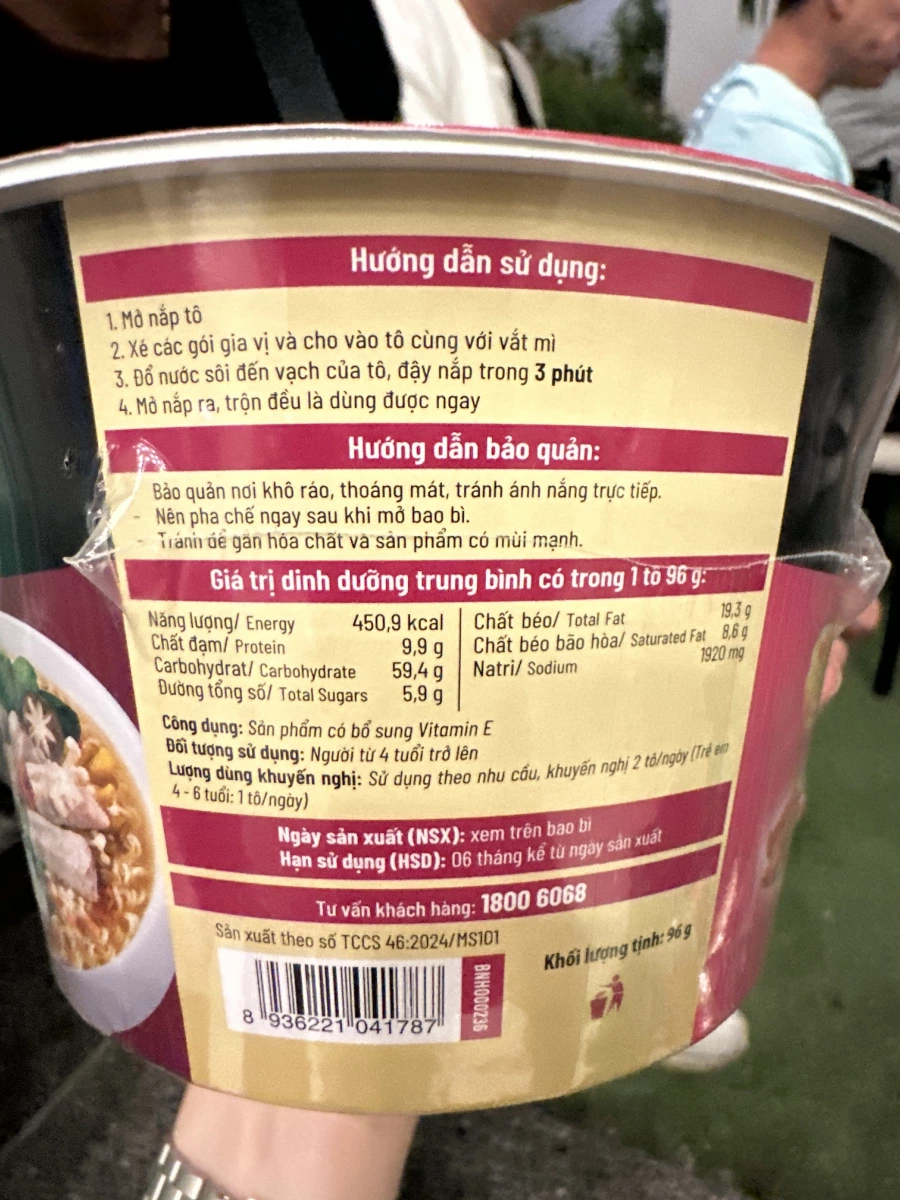 Hướng dẫn sử dụng:
1. Mở nắp tô
2. Xé các gói gia vị và cho vào tô cùng với vắt mì
3. Đổ nước sôi đến vạch của tô, đậy nắp trong 3 phút
4. Mở nắp ra, trộn đều là dùng được ngay
Hướng dẫn bảo quản:
Bảo quản nơi khô ráo, thoáng mát, tránh ánh nắng trực tiếp.
- Nên pha chế ngay sau khi mở bao bì.
- Tránh để gần hóa chất và sản phẩm có mùi mạnh.
Giá trị dinh dưỡng trung bình có trong 1 tô 96 g:
Năng lượng/ Energy 450,9 kcal
Chất đạm/ Protein 9,9 g
Carbohydrat/ Carbohydrate 59,4 g
Đường tổng số/ Total Sugars 5,9 g
Chất béo/ Total Fat 19,3 g
Chất béo bão hòa/ Saturated Fat 8,6 g
Natri/ Sodium 1920 mg
Công dụng: Sản phẩm có bổ sung Vitamin E
Đối tượng sử dụng: Người từ 4 tuổi trở lên
Lượng dùng khuyến nghị: Sử dụng theo nhu cầu, khuyến nghị 2 tô/ngày (Trẻ em
4 - 6 tuổi: 1 tô/ngày)
Ngày sản xuất (NSX): xem trên bao bì
Hạn sử dụng (HSD): 06 tháng kể từ ngày sản xuất
Tư vấn khách hàng: 1800 6068
Sản xuất theo số TCCS 46:2024/MS101
Khối lượng tịnh: 96 g
BNH000236
8 936221 041787